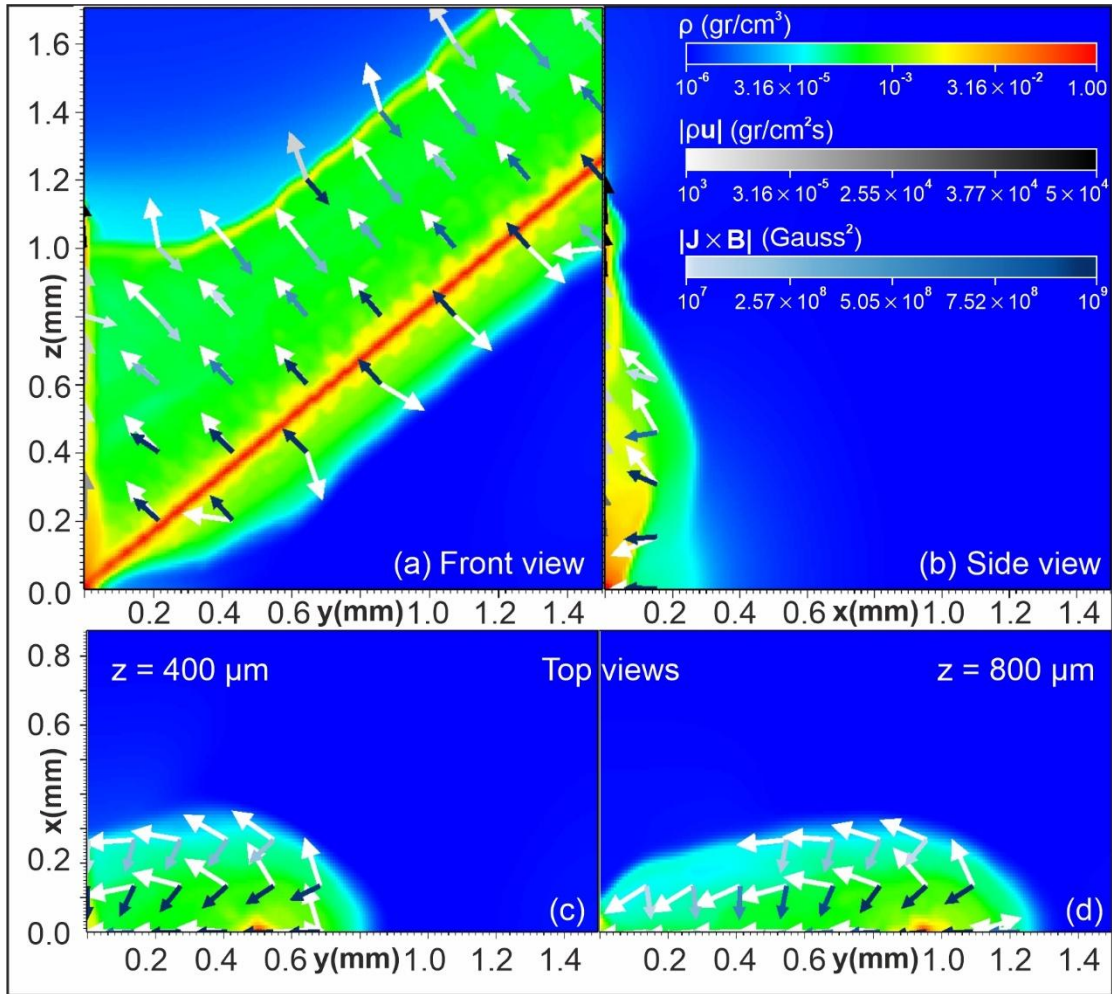 ρ (gr/cm³)
10⁻⁶ 3.16 × 10⁻⁵ 10⁻³ 3.16 × 10⁻² 1.00
|ρu| (gr/cm²s)
10³ 3.16 × 10⁻⁵ 2.55 × 10⁴ 3.77 × 10⁴ 5 × 10⁴
|J × B| (Gauss²)
10⁷ 2.57 × 10⁸ 5.05 × 10⁸ 7.52 × 10⁸ 10⁹
1.6
1.4
1.2
1.0
0.8
z(mm)
0.6
0.4
0.2
0.0
(a) Front view
(b) Side view
0.2 0.4 0.6 y(mm) 1.0 1.2 1.4
0.2 0.4 0.6 x(mm) 1.0 1.2 1.4
z = 400 µm
Top views
z = 800 µm
0.8
0.6
x(mm)
0.2
0.0
(c)
(d)
0.2 0.4 0.6 y(mm) 1.0 1.2 1.4
0.2 0.4 0.6 y(mm) 1.0 1.2 1.4